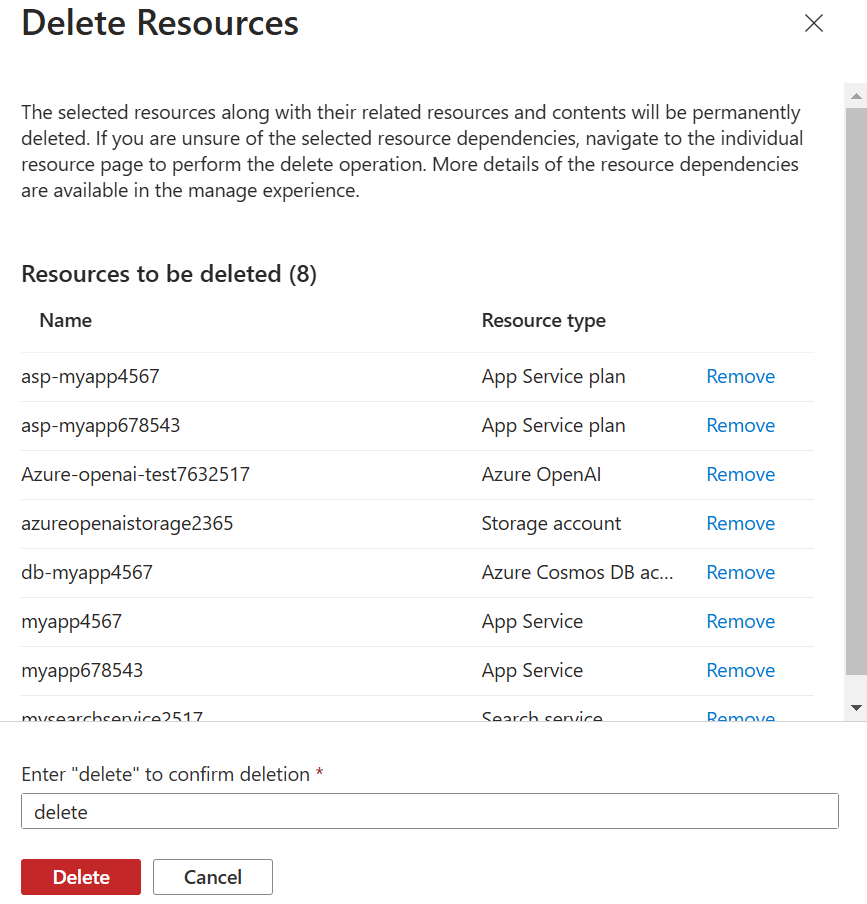 Delete Resources
The selected resources along with their related resources and contents will be permanently
deleted. If you are unsure of the selected resource dependencies, navigate to the individual
resource page to perform the delete operation. More details of the resource dependencies
are available in the manage experience.
Resources to be deleted (8)
Name Resource type
asp-myapp4567 App Service plan Remove
asp-myapp678543 App Service plan Remove
Azure-openai-test7632517 Azure OpenAI Remove
azureopenaistorage2365 Storage account Remove
db-myapp4567 Azure Cosmos DB ac... Remove
myapp4567 App Service Remove
myapp678543 App Service Remove
mysearchservice2517 Search service Remove
Enter "delete" to confirm deletion *
delete
Delete Cancel